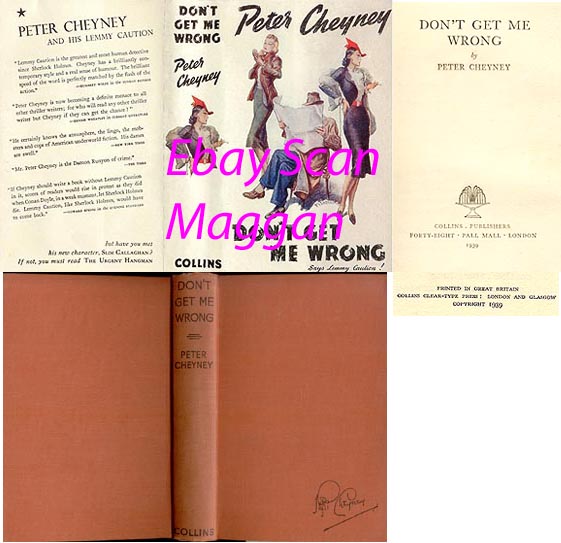 PETER CHEYNEY
AND HIS LEMMY CAUTION
"Lemmy Caution is the greatest and most human detective
since Sherlock Holmes. Cheyney has a brilliantly con-
temporary style and a real sense of humour. The brilliant
speed of the word is perfectly matched by the flash of the
action."
"Peter Cheyney is now becoming a definite menace to all
other thriller writers; for who will read any other thriller
writer but Cheyney if they can get the chance?"
"He certainly knows the atmosphere, the lingo, the mob-
sters and cops of American underworld fiction. His dames
are swell."
"Mr. Peter Cheyney is the Damon Runyon of crime."
"If Cheyney should write a book without Lemmy Caution
in it, scores of readers would rise in protest as they did
when Conan Doyle, in a weak moment, let Sherlock Holmes
die. Lemmy Caution, like Sherlock Holmes, would have
to come back."
but have you met
his new character, SLIM CALLAGHAN?
If not, you must read THE URGENT HANGMAN
DON'T
GET ME
WRONG
Peter
Cheyney
COLLINS
Peter Cheyney
DON'T GET
ME WRONG
Says Lemmy Caution!
Ebay Scan
Maggan
DON'T GET ME
WRONG
by
PETER CHEYNEY
COLLINS · PUBLISHERS
FORTY-EIGHT · PALL MALL · LONDON
1939
PRINTED IN GREAT BRITAIN
COLLINS CLEAR-TYPE PRESS : LONDON AND GLASGOW
COPYRIGHT 1939
DON'T
GET ME
WRONG
PETER
CHEYNEY
COLLINS
Peter Cheyney